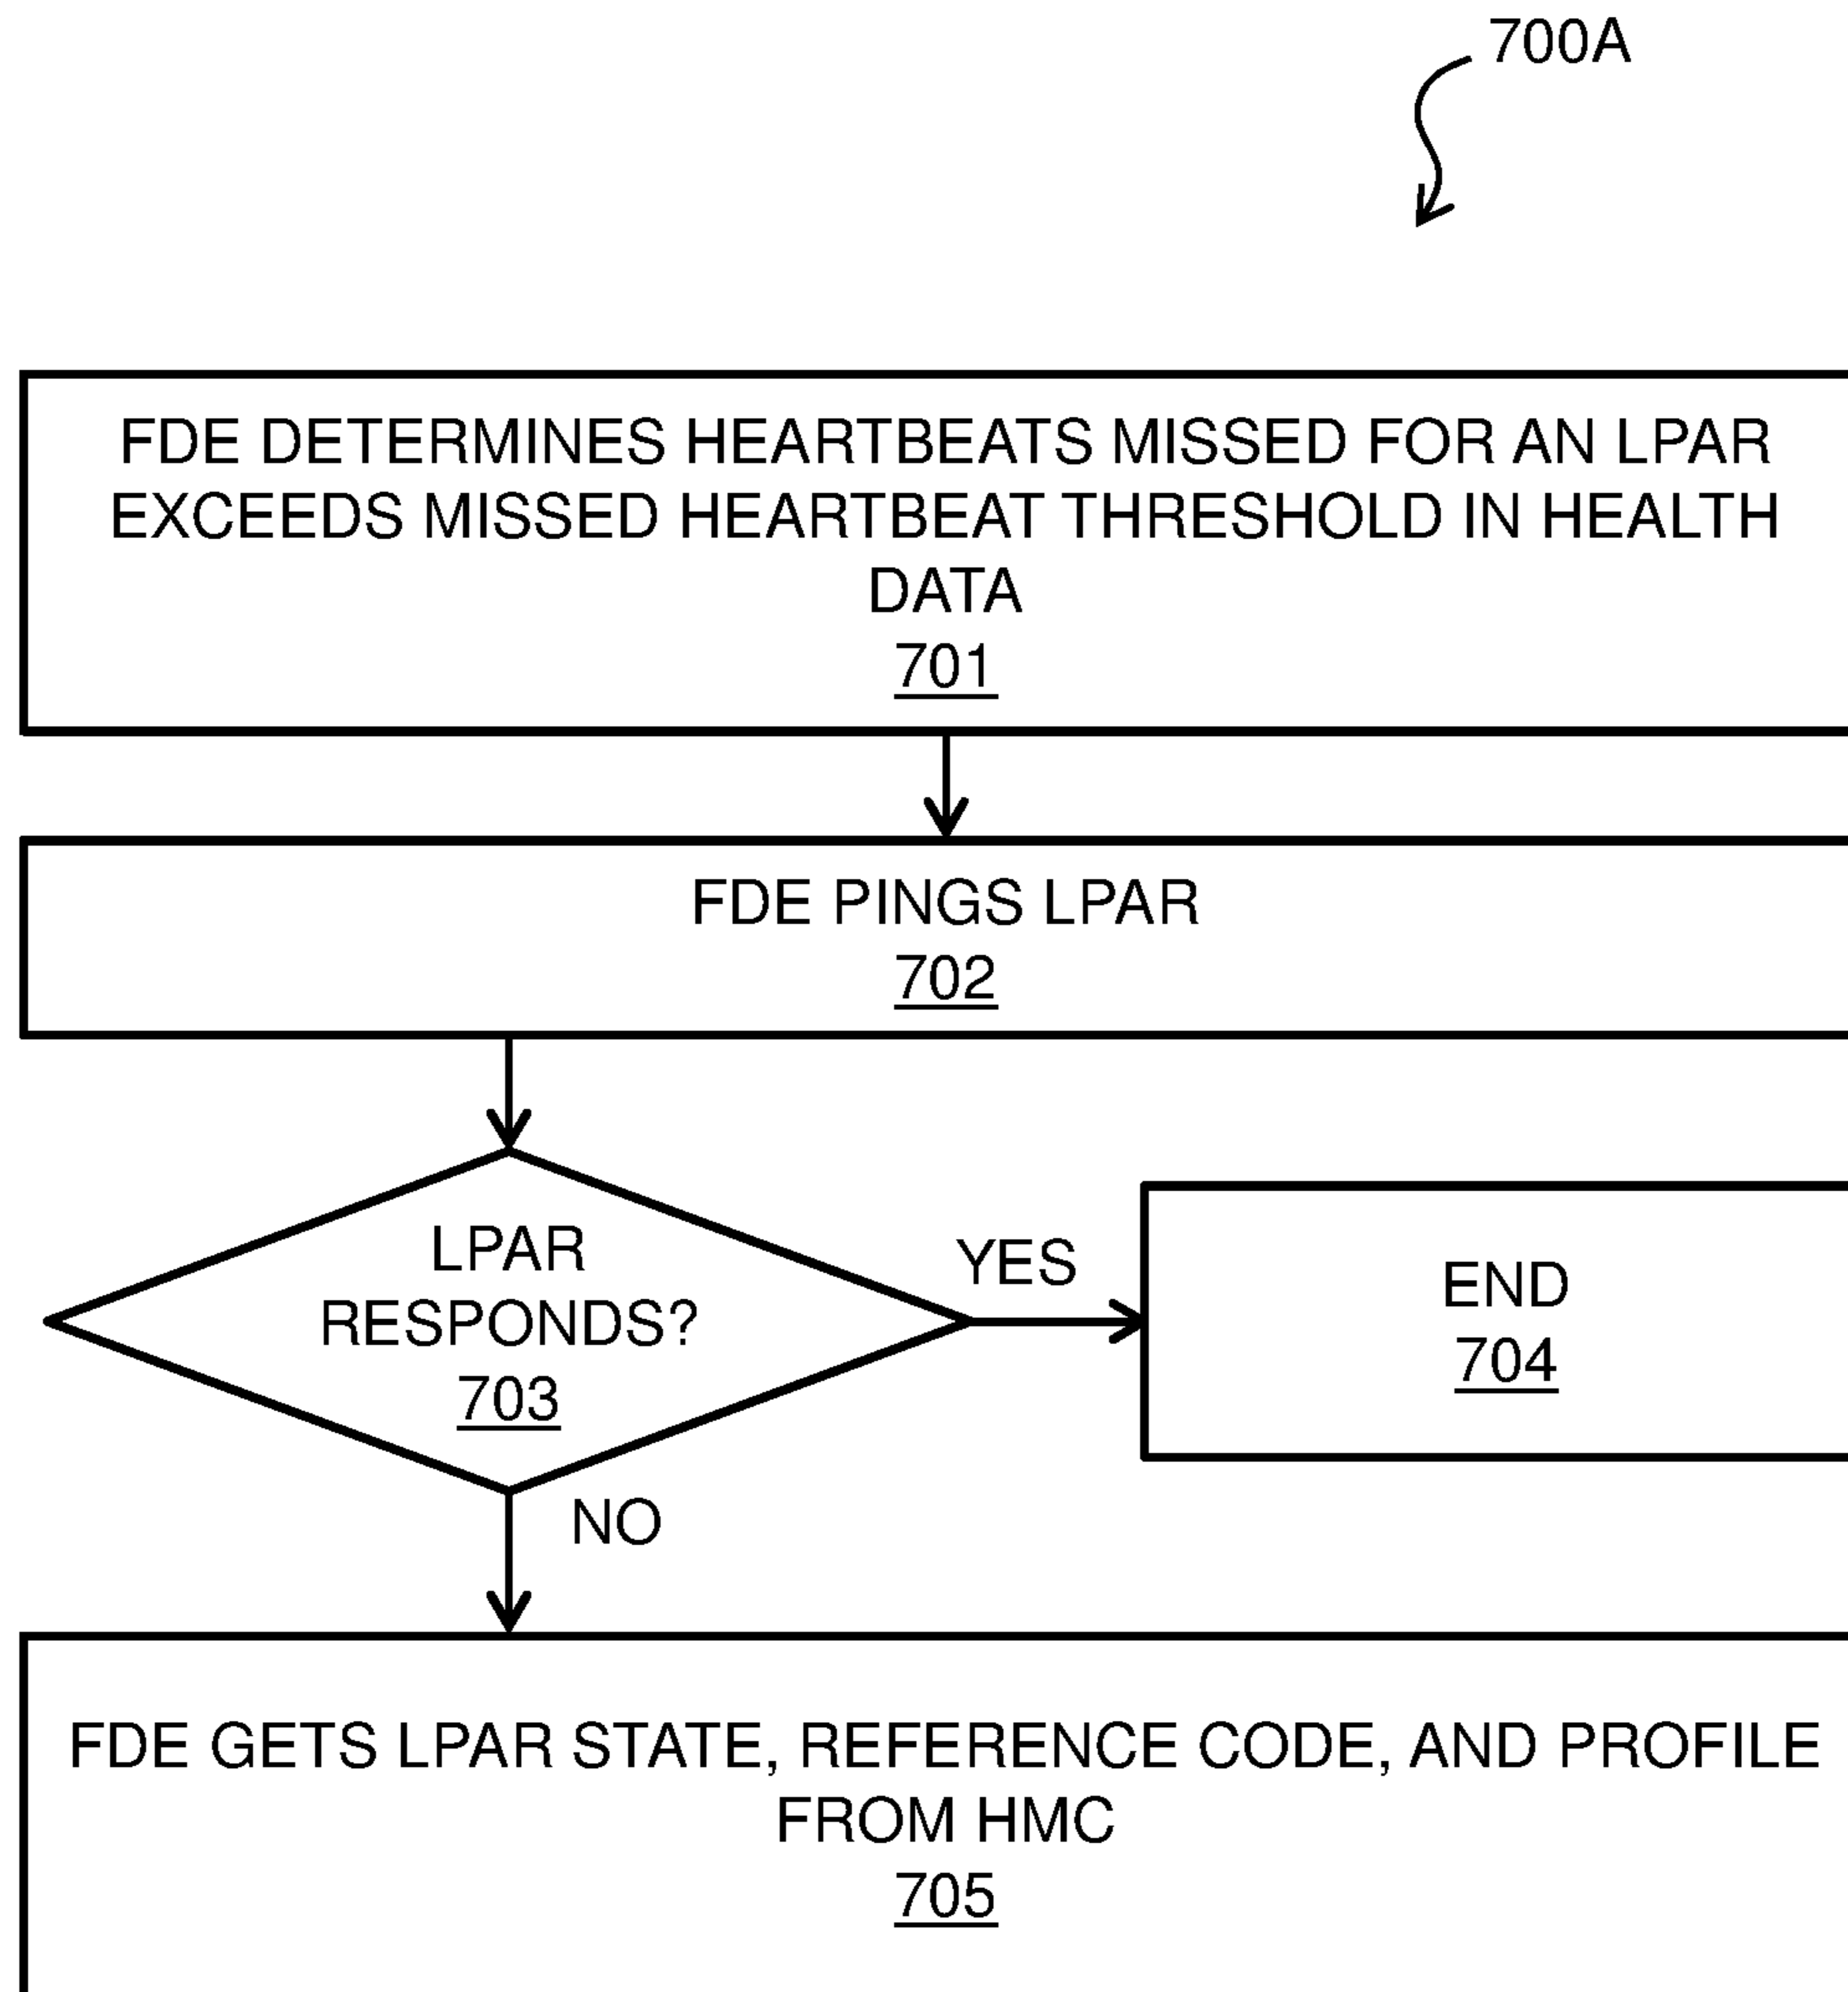 700A
FDE DETERMINES HEARTBEATS MISSED FOR AN LPAR
EXCEEDS MISSED HEARTBEAT THRESHOLD IN HEALTH
DATA
701
FDE PINGS LPAR
702
LPAR
RESPONDS?
703
YES
END
704
NO
FDE GETS LPAR STATE, REFERENCE CODE, AND PROFILE
FROM HMC
705